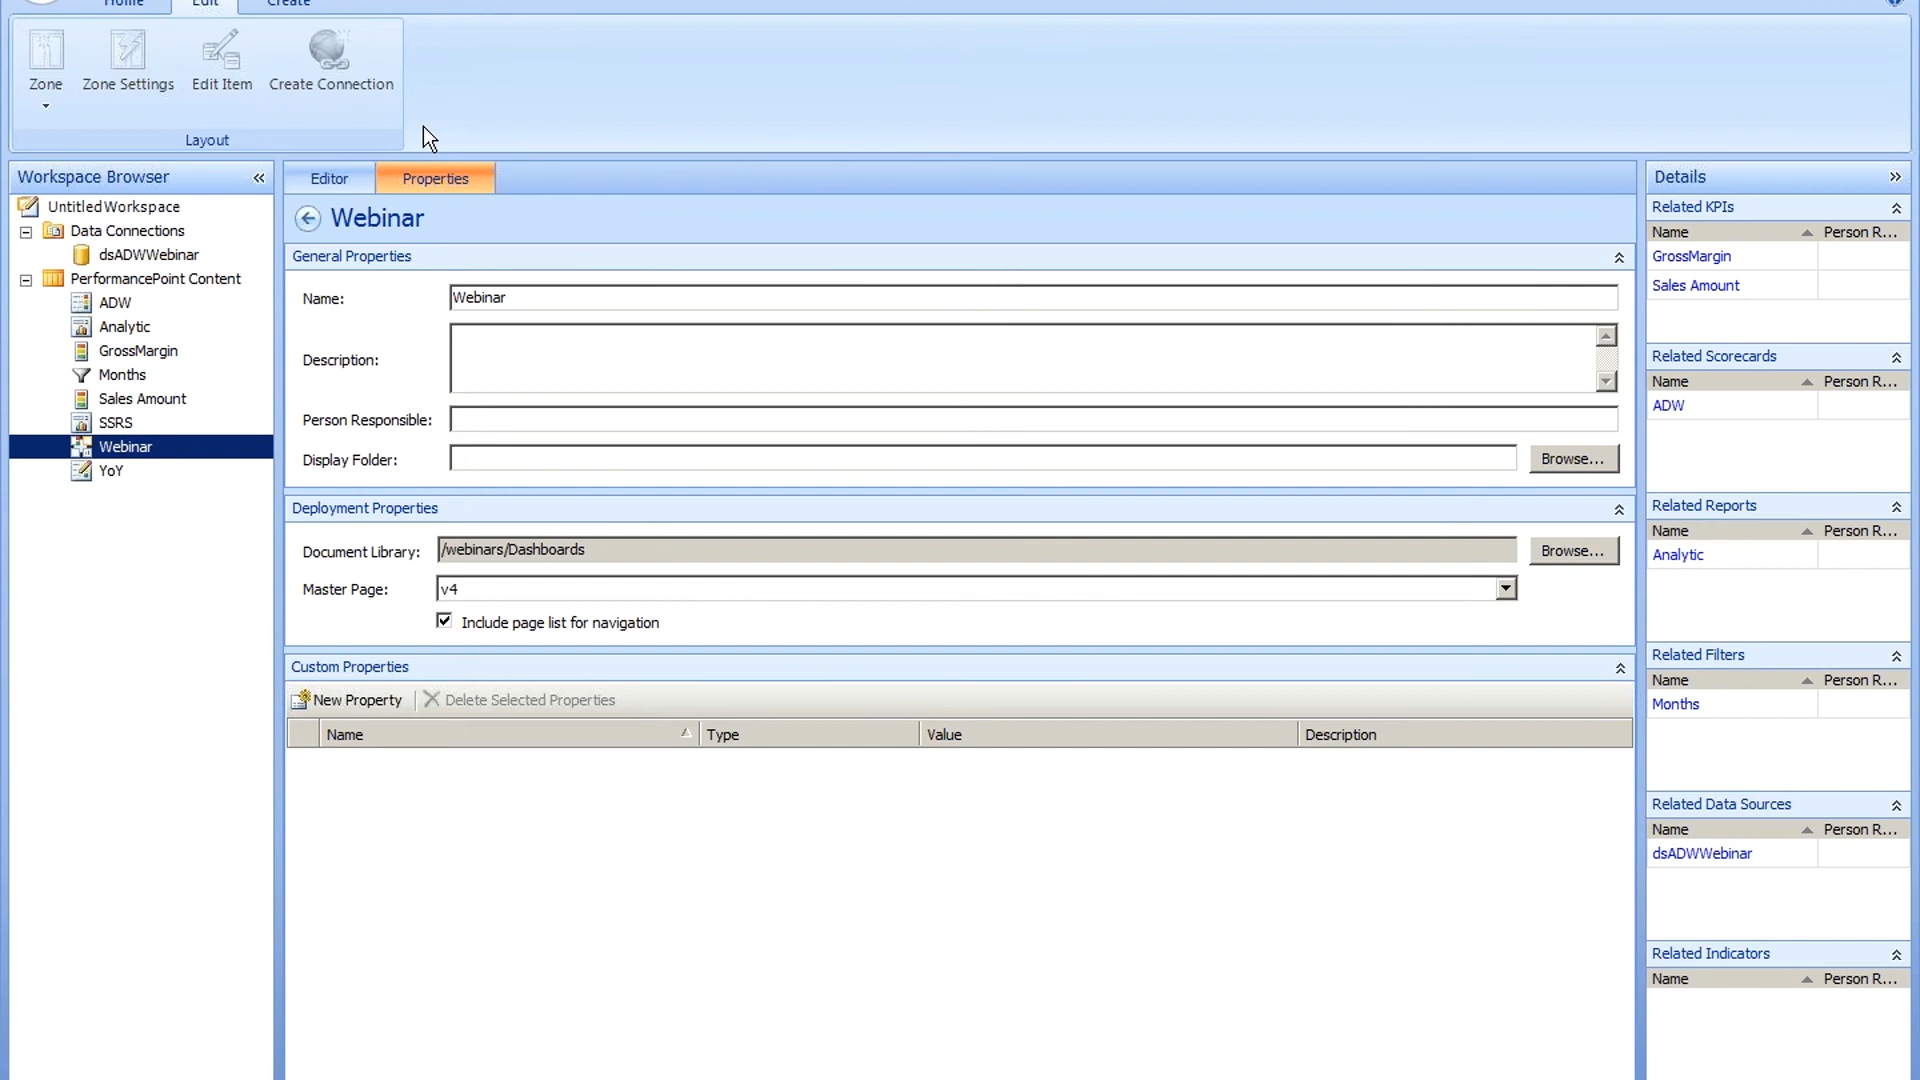 Home Edit Create
Zone Zone Settings Edit Item Create Connection
Layout
Workspace Browser
Untitled Workspace
Data Connections
dsADWWebinar
PerformancePoint Content
ADW
Analytic
GrossMargin
Months
Sales Amount
SSRS
Webinar
YoY
Editor Properties
Webinar
General Properties
Name: Webinar
Description:
Person Responsible:
Display Folder: Browse...
Deployment Properties
Document Library: /webinars/Dashboards Browse...
Master Page: v4
Include page list for navigation
Custom Properties
New Property Delete Selected Properties
Name Type Value Description
Details
Related KPIs
Name Person R...
GrossMargin
Sales Amount
Related Scorecards
Name Person R...
ADW
Related Reports
Name Person R...
Analytic
Related Filters
Name Person R...
Months
Related Data Sources
Name Person R...
dsADWWebinar
Related Indicators
Name Person R...